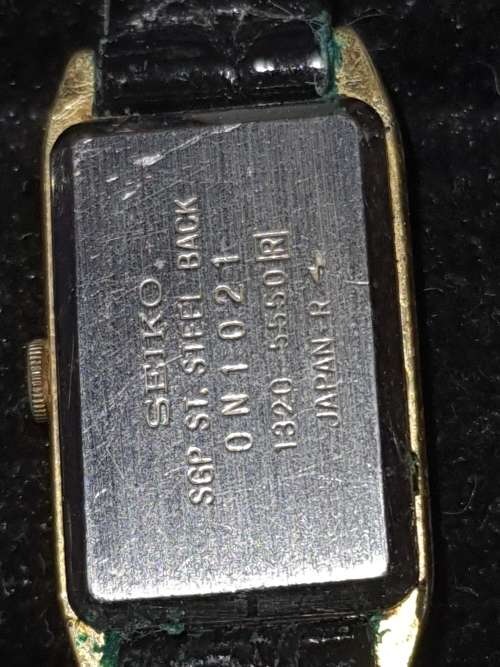 SEIKO
SGP ST. STEEL BACK
0N1021
1320-5550 R
JAPAN-R